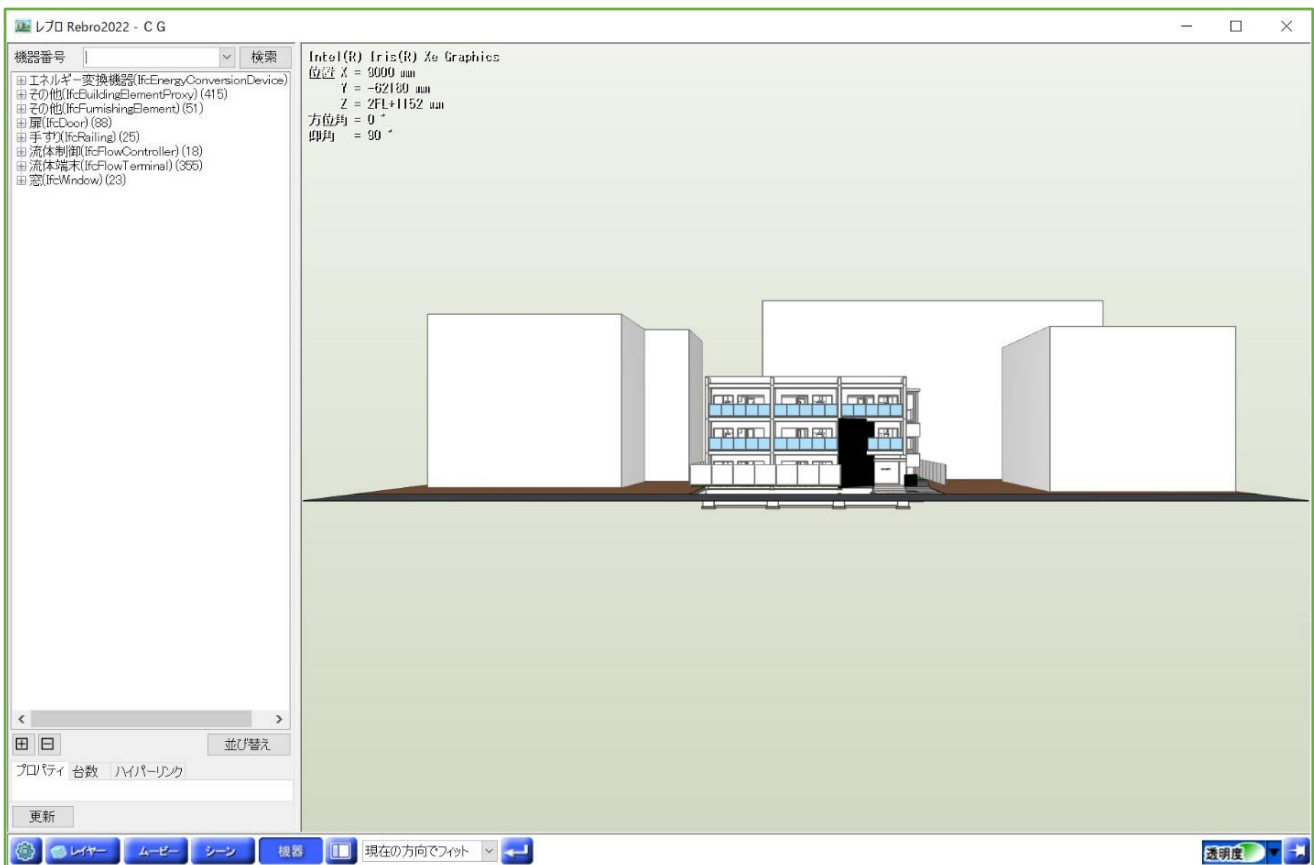 レブロ Rebro2022 - C G
機器番号
検索
エネルギー変換機器(IfcEnergyConversionDevice)
その他(IfcBuildingElementProxy) (415)
その他(IfcFurnishingElement) (51)
扉(IfcDoor) (88)
手すり(IfcRailing) (25)
流体制御(IfcFlowController) (18)
流体端末(IfcFlowTerminal) (355)
窓(IfcWindow) (23)
Intel(R) Iris(R) Xe Graphics
位置 X = 9000 mm
Y = -62180 mm
Z = 2FL+1152 mm
方位角 = 0 °
仰角 = 90 °
並び替え
プロパティ 台数 ハイパーリンク
更新
レイヤー ムービー シーン 機器 現在の方向でフィット 透明度